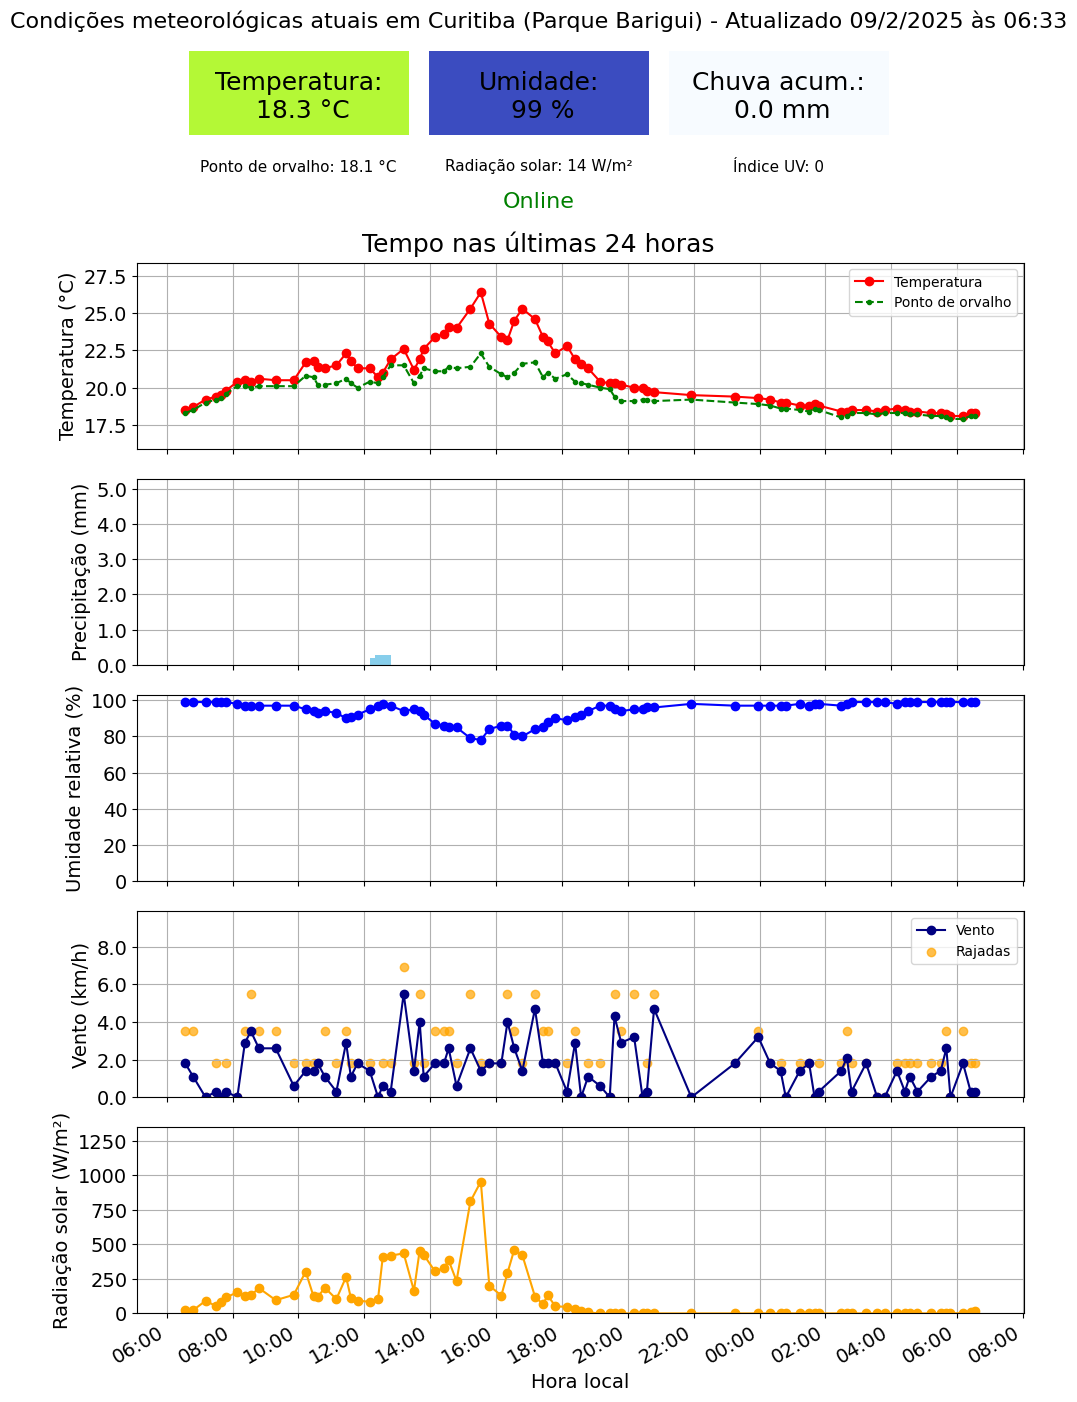 Condições meteorológicas atuais em Curitiba (Parque Barigui) - Atualizado 09/2/2025 às 06:33
Temperatura:
18.3 °C
Umidade:
99 %
Chuva acum.:
0.0 mm
Ponto de orvalho: 18.1 °C
Radiação solar: 14 W/m²
Índice UV: 0
Online
Tempo nas últimas 24 horas
Temperatura (°C)
27.5
25.0
22.5
20.0
17.5
Temperatura
Ponto de orvalho
Precipitação (mm)
5.0
4.0
3.0
2.0
1.0
0.0
Umidade relativa (%)
100
80
60
40
20
0
Vento (km/h)
8.0
6.0
4.0
2.0
0.0
Vento
Rajadas
Radiação solar (W/m²)
1250
1000
750
500
250
0
06:00
08:00
10:00
12:00
14:00
16:00
18:00
20:00
22:00
00:00
02:00
04:00
06:00
08:00
Hora local